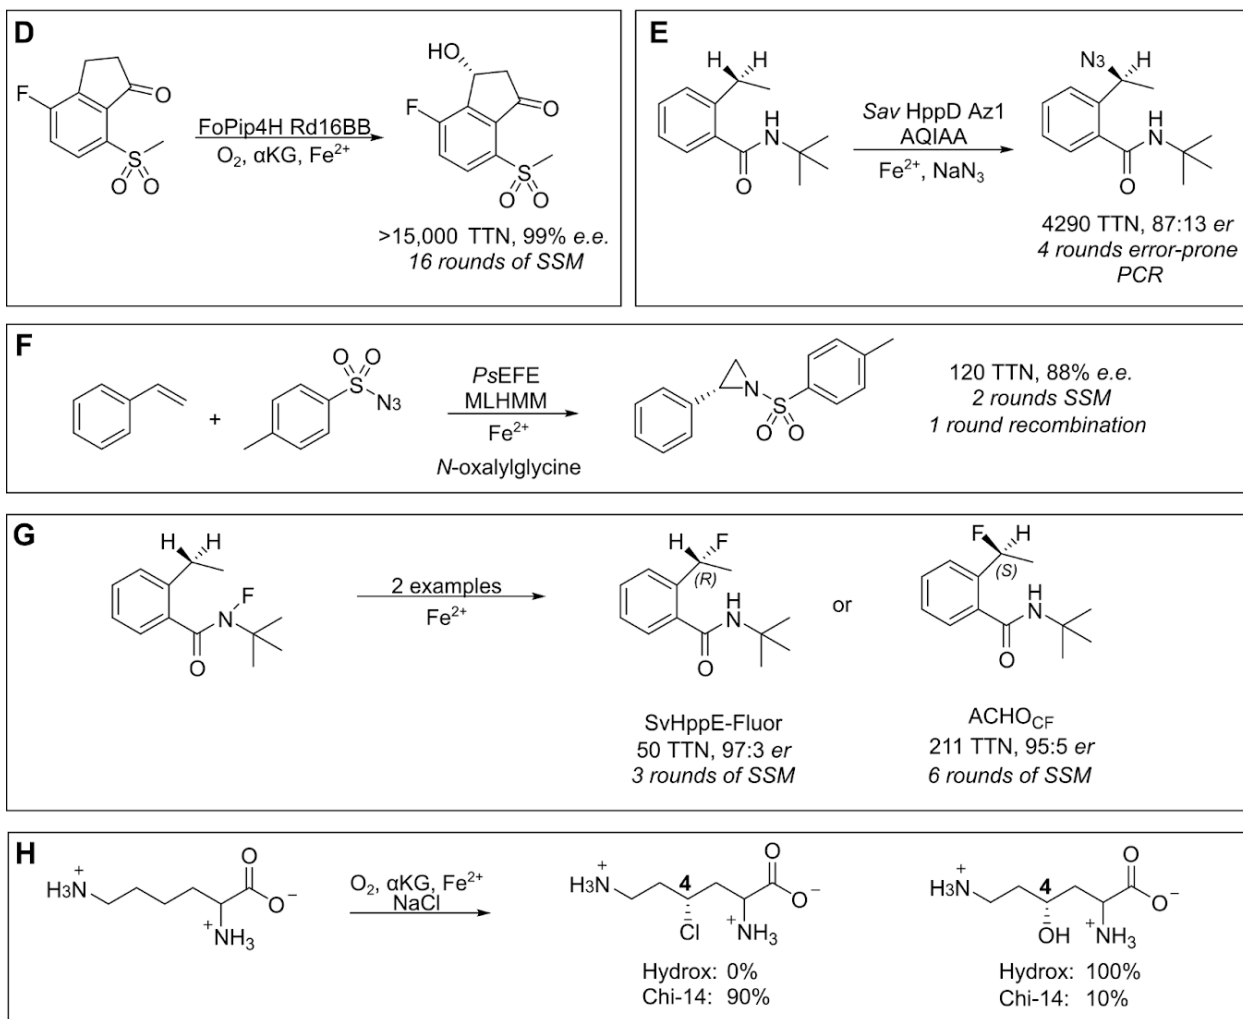 D
F
O
S
O O
FoPip4H Rd16BB
O₂, αKG, Fe²⁺
HO
F
O
S
O O
>15,000 TTN, 99% e.e.
16 rounds of SSM
E
H H
H
N
O
Sav HppD Az1
AQIAA
Fe²⁺, NaN₃
N₃ H
H
N
O
4290 TTN, 87:13 er
4 rounds error-prone
PCR
F
+
O O
S
N₃
PsEFE
MLHMM
Fe²⁺
N-oxalylglycine
N
S
O O
120 TTN, 88% e.e.
2 rounds SSM
1 round recombination
G
H H
F
N
O
2 examples
Fe²⁺
H F
(R)
H
N
O
SvHppE-Fluor
50 TTN, 97:3 er
3 rounds of SSM
or
F H
(S)
H
N
O
ACHO_CF
211 TTN, 95:5 er
6 rounds of SSM
H
+
H3N
O
O⁻
+
NH₃
O₂, αKG, Fe²⁺
NaCl
+
H3N
4
Cl
O
O⁻
+
NH₃
Hydrox: 0%
Chi-14: 90%
+
H3N
4
OH
O
O⁻
+
NH₃
Hydrox: 100%
Chi-14: 10%